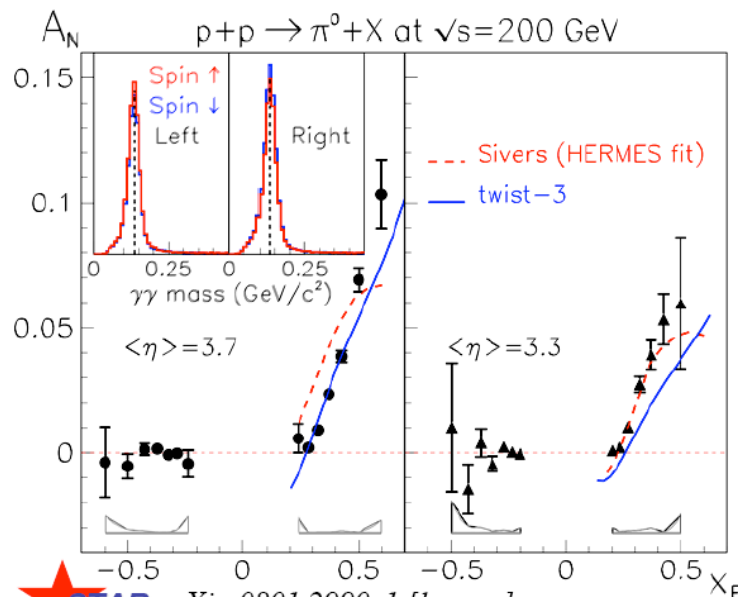 A_N p+p → π⁰+X at √s=200 GeV
0.15
0.1
0.05
0
Spin ↑
Spin ↓
Left
Right
0 0.25 0 0.25
γγ mass (GeV/c²)
<η>=3.7
Sivers (HERMES fit)
twist-3
<η>=3.3
-0.5 0 0.5 -0.5 0 0.5
X_F